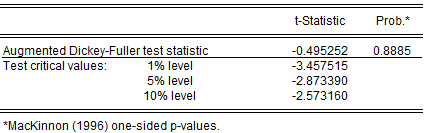 t-Statistic Prob.*
Augmented Dickey-Fuller test statistic -0.495252 0.8885
Test critical values: 1% level -3.457515
5% level -2.873390
10% level -2.573160
*MacKinnon (1996) one-sided p-values.